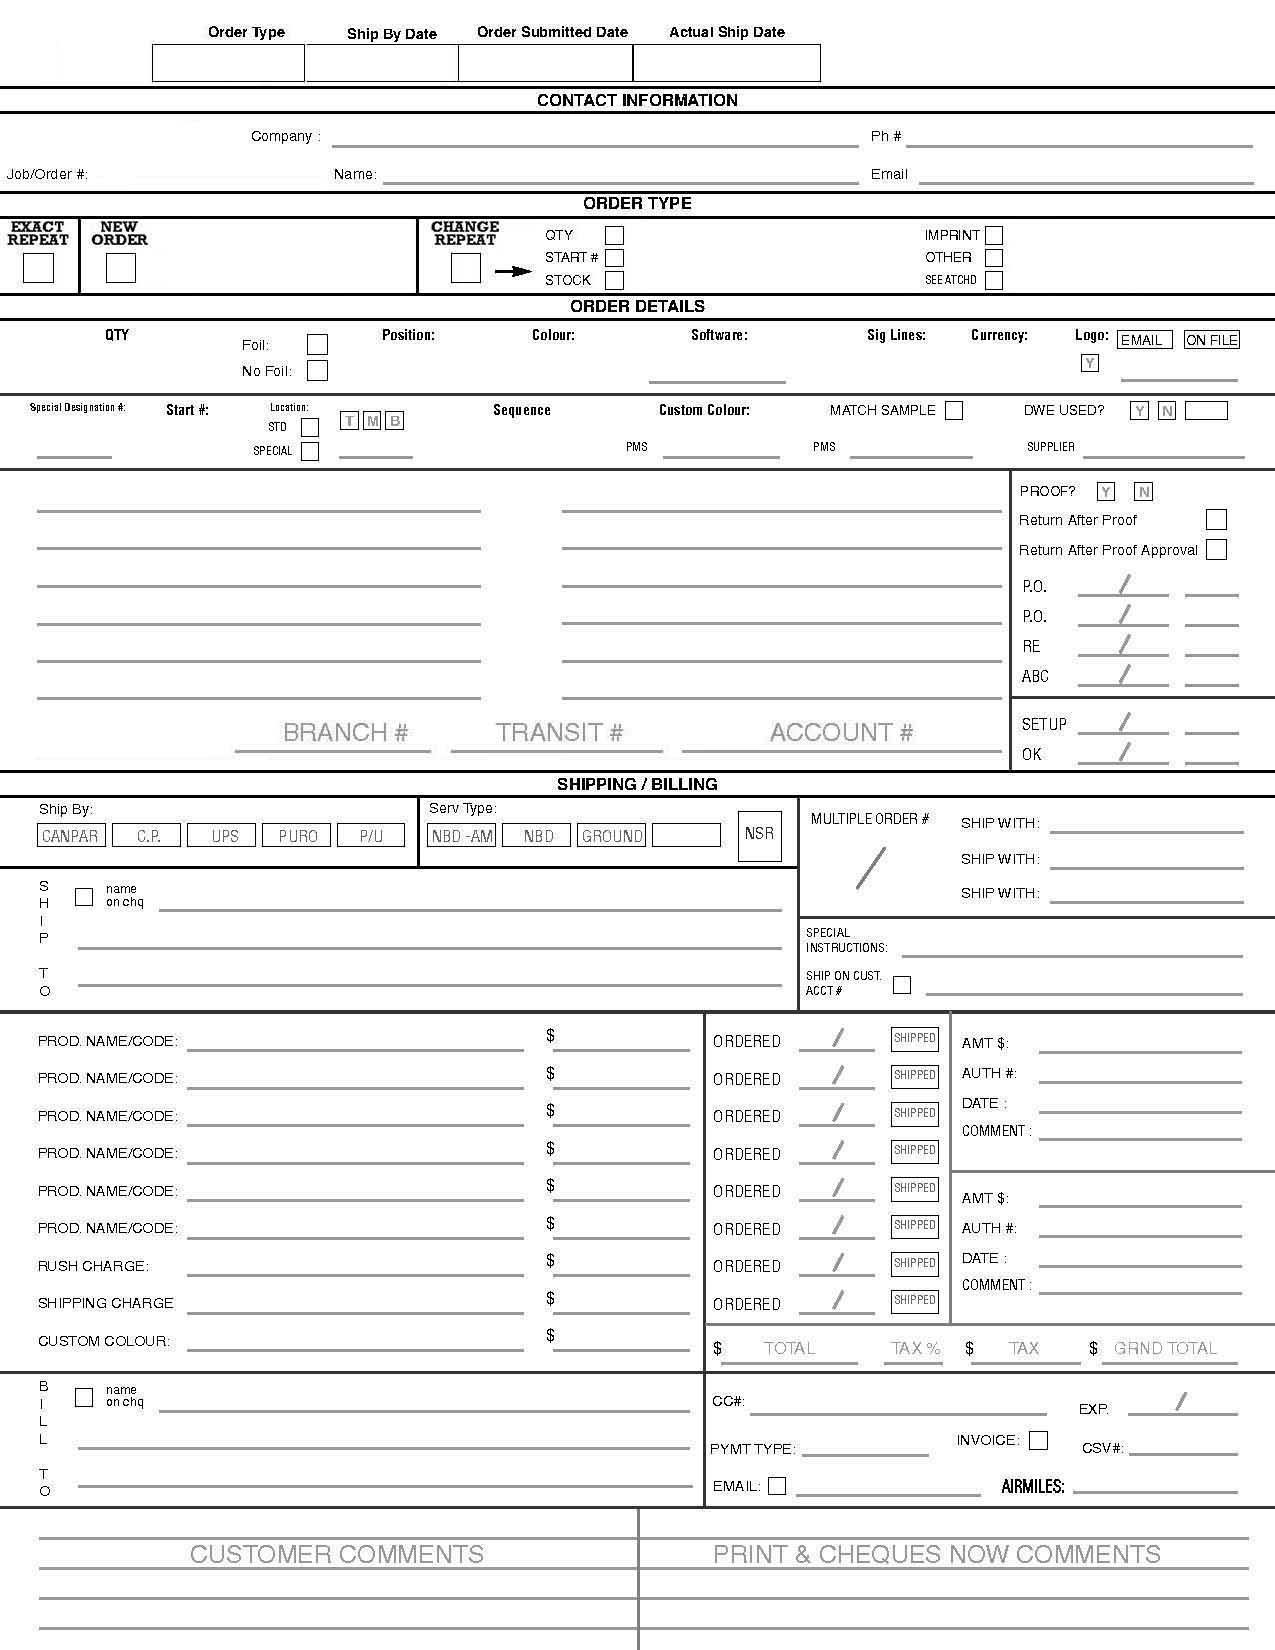 Order Type Ship By Date Order Submitted Date Actual Ship Date
CONTACT INFORMATION
Company : Ph #
Job/Order #: Name: Email
ORDER TYPE
EXACT REPEAT NEW ORDER CHANGE REPEAT
QTY IMPRINT
START # OTHER
STOCK SEE ATCHD
ORDER DETAILS
QTY Foil: Position: Colour: Software: Sig Lines: Currency: Logo: EMAIL ON FILE
No Foil: Y
Special Designation #: Start #: Location: Sequence Custom Colour: MATCH SAMPLE DWE USED? Y N
STD T M B
SPECIAL PMS PMS SUPPLIER
PROOF? Y N
Return After Proof
Return After Proof Approval
P.O. /
P.O. /
RE /
ABC /
BRANCH # TRANSIT # ACCOUNT #
SETUP /
OK /
SHIPPING / BILLING
Ship By: Serv Type:
CANPAR C.P. UPS PURO P/U NBD -AM NBD GROUND NSR
MULTIPLE ORDER # SHIP WITH:
/ SHIP WITH:
SHIP WITH:
SHIP TO
name
on chq
SPECIAL
INSTRUCTIONS:
SHIP ON CUST.
ACCT #
PROD. NAME/CODE: $ ORDERED / SHIPPED AMT $:
PROD. NAME/CODE: $ ORDERED / SHIPPED AUTH #:
PROD. NAME/CODE: $ ORDERED / SHIPPED DATE :
PROD. NAME/CODE: $ ORDERED / SHIPPED COMMENT :
PROD. NAME/CODE: $ ORDERED / SHIPPED AMT $:
PROD. NAME/CODE: $ ORDERED / SHIPPED AUTH #:
RUSH CHARGE: $ ORDERED / SHIPPED DATE :
SHIPPING CHARGE $ ORDERED / SHIPPED COMMENT :
CUSTOM COLOUR: $ $ TOTAL TAX % $ TAX $ GRND TOTAL
BILL TO
name
on chq
CC#: EXP. /
PYMT TYPE: INVOICE: CSV#:
EMAIL: AIRMILES:
CUSTOMER COMMENTS PRINT & CHEQUES NOW COMMENTS